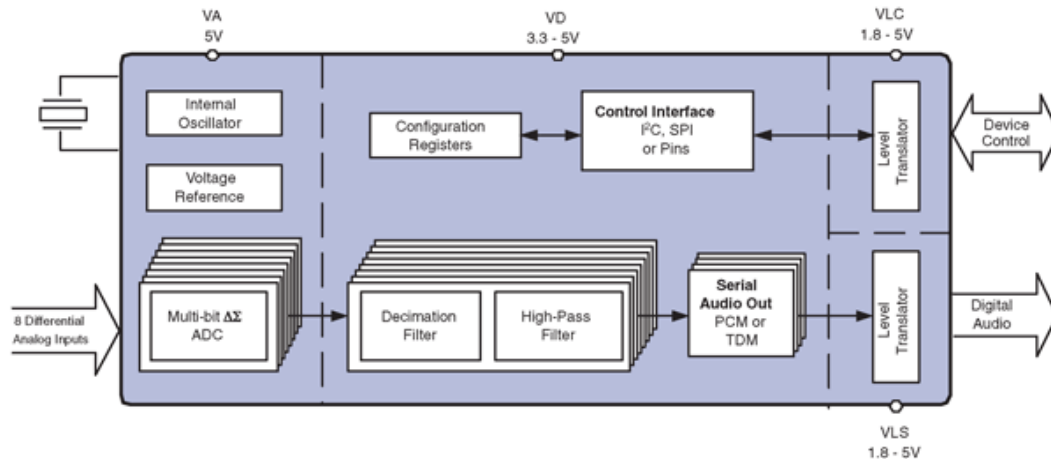 VA
5V
VD
3.3 - 5V
VLC
1.8 - 5V
Internal
Oscillator
Voltage
Reference
Configuration
Registers
Control Interface
I²C, SPI
or Pins
Level
Translator
Device
Control
8 Differential
Analog Inputs
Multi-bit ΔΣ
ADC
Decimation
Filter
High-Pass
Filter
Serial
Audio Out
PCM or
TDM
Level
Translator
Digital
Audio
VLS
1.8 - 5V